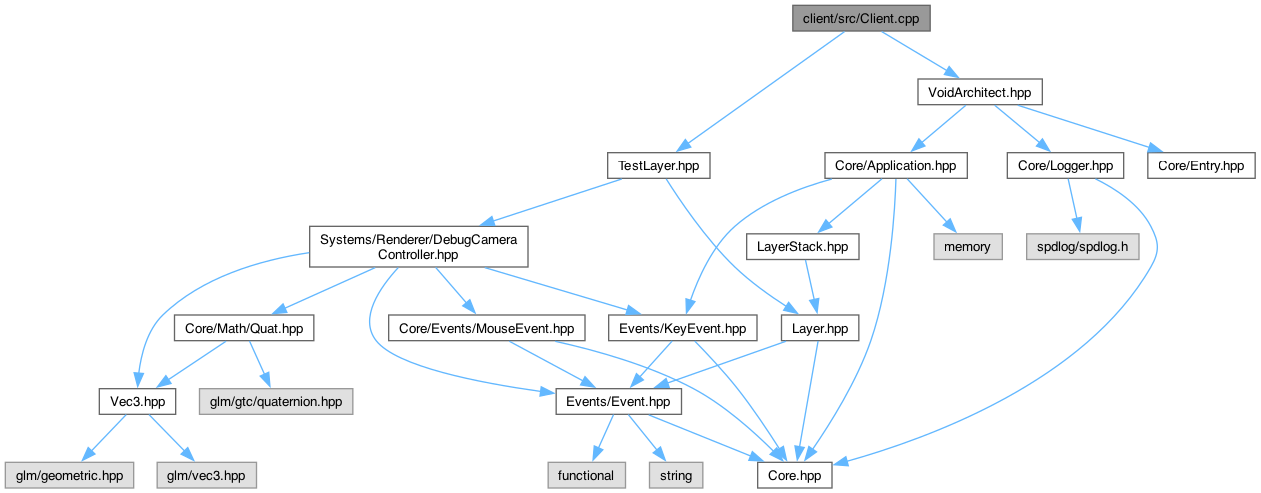 client/src/Client.cpp
VoidArchitect.hpp
TestLayer.hpp
Core/Application.hpp
Core/Logger.hpp
Core/Entry.hpp
Systems/Renderer/DebugCamera
Controller.hpp
LayerStack.hpp
memory
spdlog/spdlog.h
Core/Math/Quat.hpp
Core/Events/MouseEvent.hpp
Events/KeyEvent.hpp
Layer.hpp
Vec3.hpp
glm/gtc/quaternion.hpp
Events/Event.hpp
glm/geometric.hpp
glm/vec3.hpp
functional
string
Core.hpp